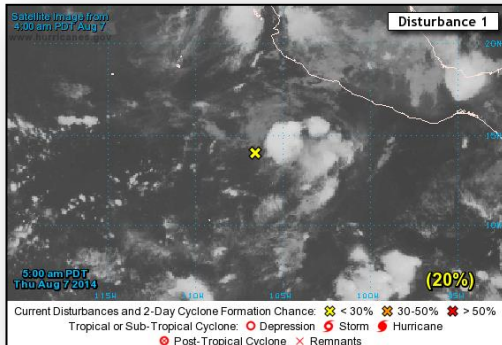 Satellite Image from
4:00 am PDT Aug 7
www.hurricanes.gov
Disturbance 1
20N
15N
10N
5:00 am PDT
Thu Aug 7 2014
(20%)
115W
110W
105W
100W
95W
Current Disturbances and 2-Day Cyclone Formation Chance: < 30% 30-50% > 50%
Tropical or Sub-Tropical Cyclone: Depression Storm Hurricane
Post-Tropical Cyclone Remnants